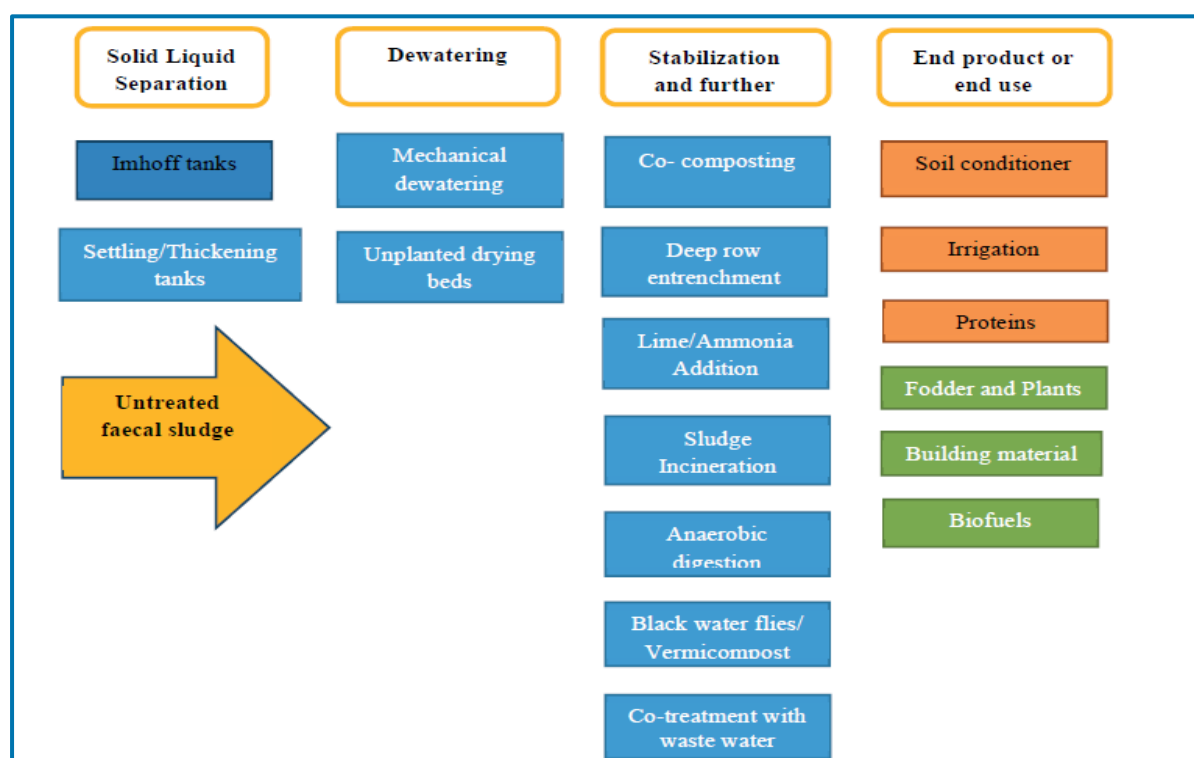 Solid Liquid
Separation
Dewatering
Stabilization
and further
End product or
end use
Imhoff tanks
Settling/Thickening
tanks
Untreated
faecal sludge
Mechanical
dewatering
Unplanted drying
beds
Co- composting
Deep row
entrenchment
Lime/Ammonia
Addition
Sludge
Incineration
Anaerobic
digestion
Black water flies/
Vermicompost
Co-treatment with
waste water
Soil conditioner
Irrigation
Proteins
Fodder and Plants
Building material
Biofuels